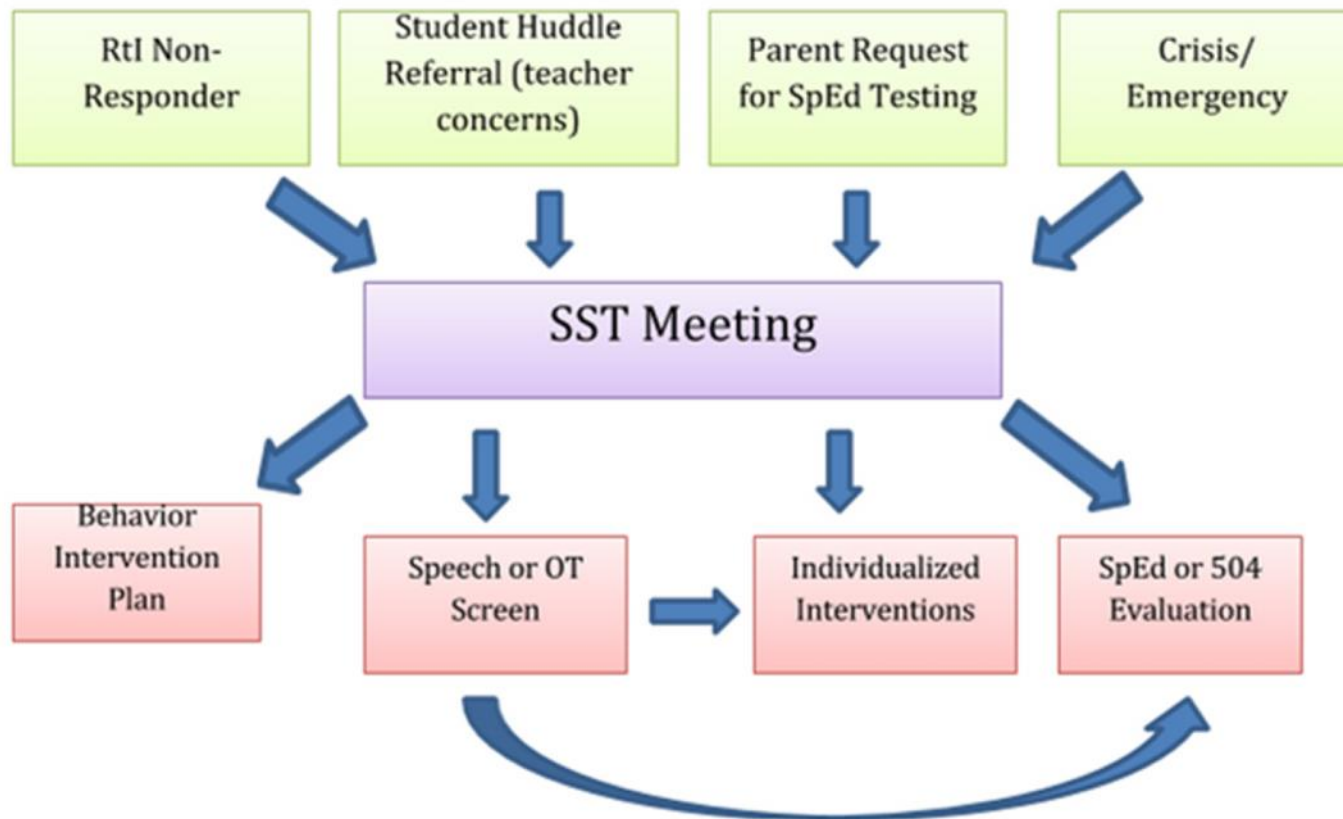 RtI Non-
Responder
Student Huddle
Referral (teacher
concerns)
Parent Request
for SpEd Testing
Crisis/
Emergency
SST Meeting
Behavior
Intervention
Plan
Speech or OT
Screen
Individualized
Interventions
SpEd or 504
Evaluation